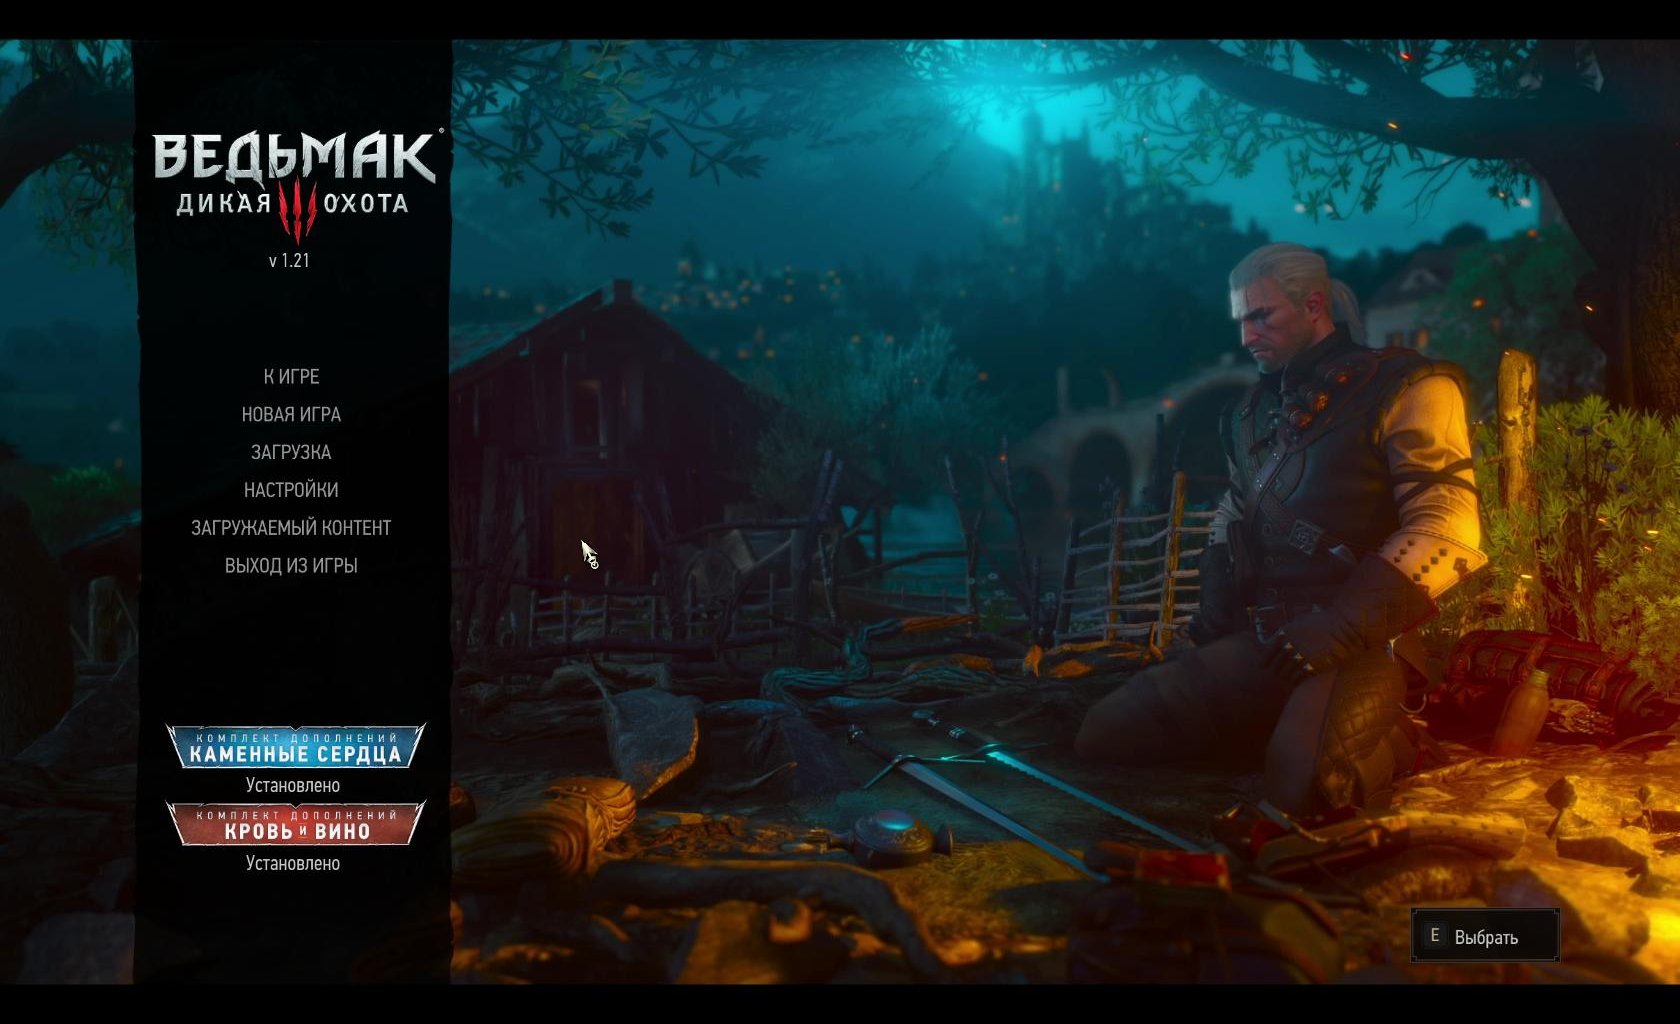 ВЕДЬМАК
ДИКАЯ III ОХОТА
v 1.21
К ИГРЕ
НОВАЯ ИГРА
ЗАГРУЗКА
НАСТРОЙКИ
ЗАГРУЖАЕМЫЙ КОНТЕНТ
ВЫХОД ИЗ ИГРЫ
КОМПЛЕКТ ДОПОЛНЕНИЙ
КАМЕННЫЕ СЕРДЦА
Установлено
КОМПЛЕКТ ДОПОЛНЕНИЙ
КРОВЬ И ВИНО
Установлено
E Выбрать